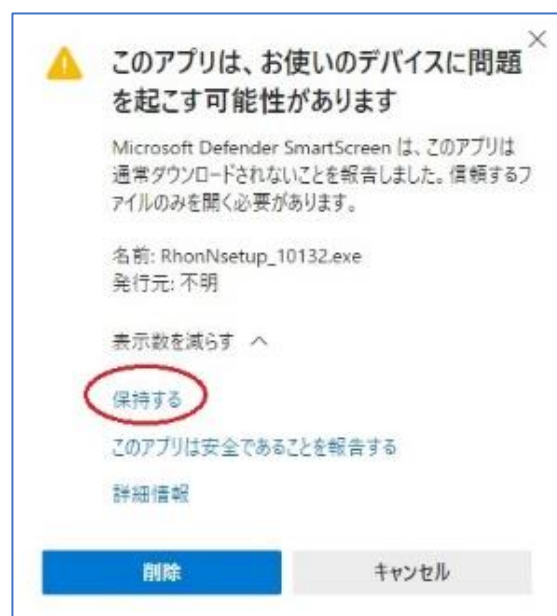 このアプリは、お使いのデバイスに問題
を起こす可能性があります
Microsoft Defender SmartScreen は、このアプリは
通常ダウンロードされないことを報告しました。信頼するフ
ァイルのみを開く必要があります。
名前: RhonNsetup_10132.exe
発行元: 不明
表示数を減らす
保持する
このアプリは安全であることを報告する
詳細情報
削除
キャンセル